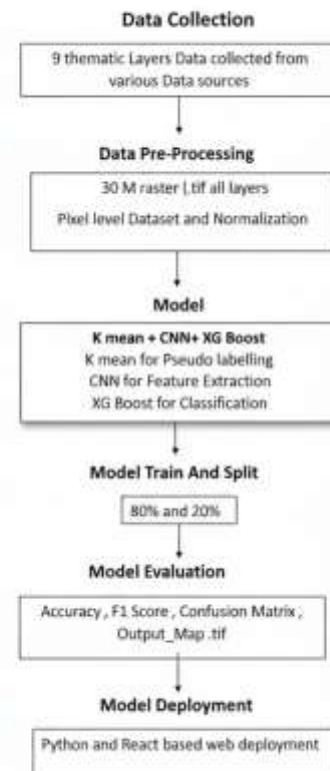 Data Collection
9 thematic Layers Data collected from
various Data sources
Data Pre-Processing
30 M raster (.tif all layers
Pixel level Dataset and Normalization
Model
K mean + CNN+ XG Boost
K mean for Pseudo labelling
CNN for Feature Extraction
XG Boost for Classification
Model Train And Split
80% and 20%
Model Evaluation
Accuracy , F1 Score , Confusion Matrix ,
Output_Map .tif
Model Deployment
Python and React based web deployment